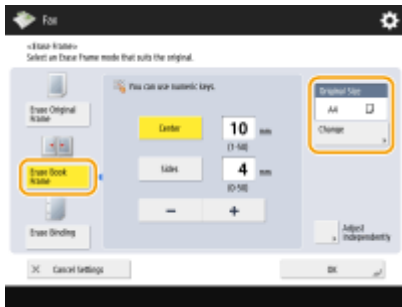 Fax
<Erase Frame>
Select an Erase Frame mode that suits the original.
Erase Original
Frame
Erase Book
Frame
Erase Binding
You can use numeric keys.
Center
10 mm
(1-50)
Sides
4 mm
(0-50)
-
+
Original Size
A4
Change
Adjust
Independently
Cancel Settings
OK